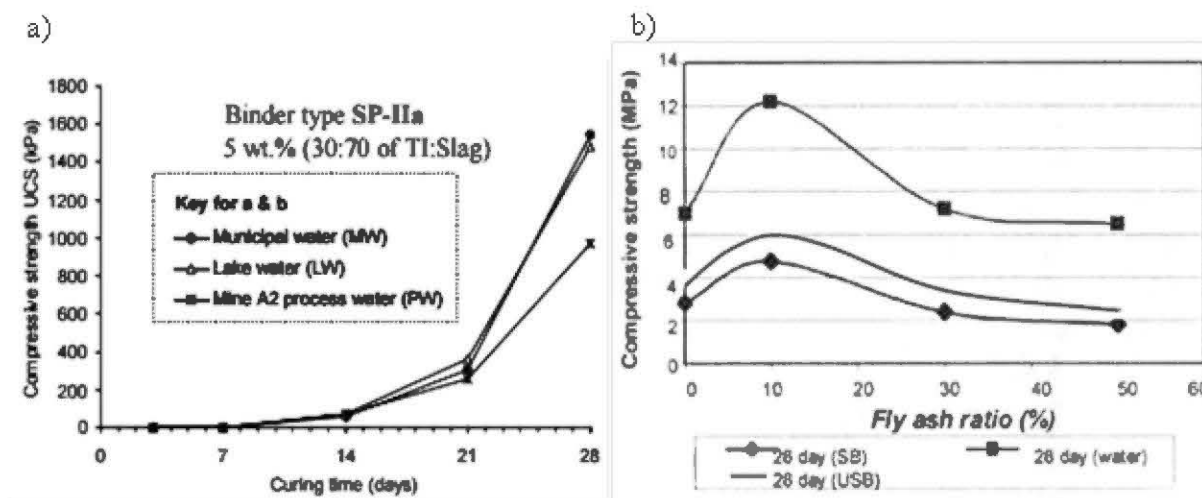 a)
Compressive strength UCS (kPa)
1800
1600
1400
1200
1000
800
600
400
200
0
Binder type SP-IIa
5 wt.% (30:70 of TI:Slag)
Key for a & b
Municipal water (MW)
Lake water (LW)
Mine A2 process water (PW)
0 7 14 21 28
Curing time (days)
b)
Compressive strength (MPa)
14
12
10
8
6
4
2
0
0 10 20 30 40 50 60
Fly ash ratio (%)
28 day (SB)
28 day (water)
28 day (USB)